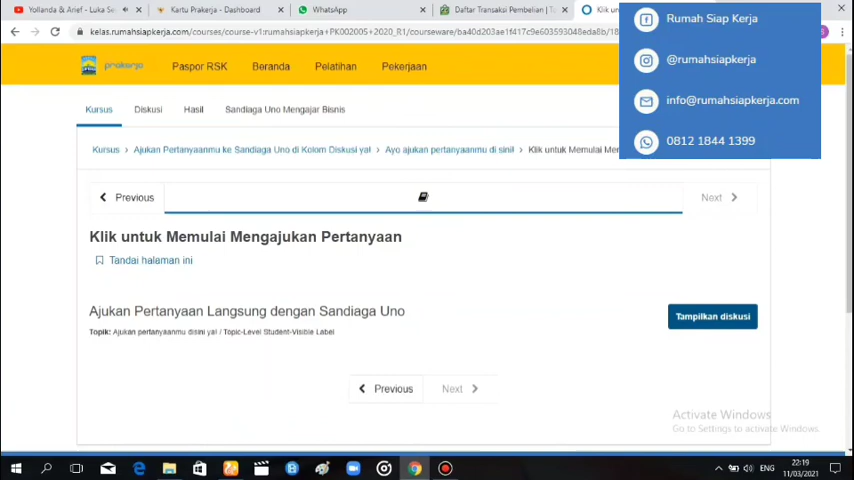 Yollanda & Arief - Luka Se
Kartu Prakerja - Dashboard
WhatsApp
Daftar Transaksi Pembelian | T
Klik un
kelas.rumahsiapkerja.com/courses/course-v1:rumahsiapkerja+PK002005+2020_R1/courseware/ba40d203ae1f417c9e603593048eda8b/18
Rumah Siap Kerja
@rumahsiapkerja
info@rumahsiapkerja.com
0812 1844 1399
prakerja
Paspor RSK
Beranda
Pelatihan
Pekerjaan
Kursus
Diskusi
Hasil
Sandiaga Uno Mengajar Bisnis
Kursus > Ajukan Pertanyaanmu ke Sandiaga Uno di Kolom Diskusi ya! > Ayo ajukan pertanyaanmu di sini! > Klik untuk Memulai Me
Previous
Next
Klik untuk Memulai Mengajukan Pertanyaan
Tandai halaman ini
Ajukan Pertanyaan Langsung dengan Sandiaga Uno
Tampilkan diskusi
Topik: Ajukan pertanyaanmu disini ya! / Topic-Level Student-Visible Label
Previous
Next
Activate Windows
Go to Settings to activate Windows.
ENG
22:19
11/03/2021